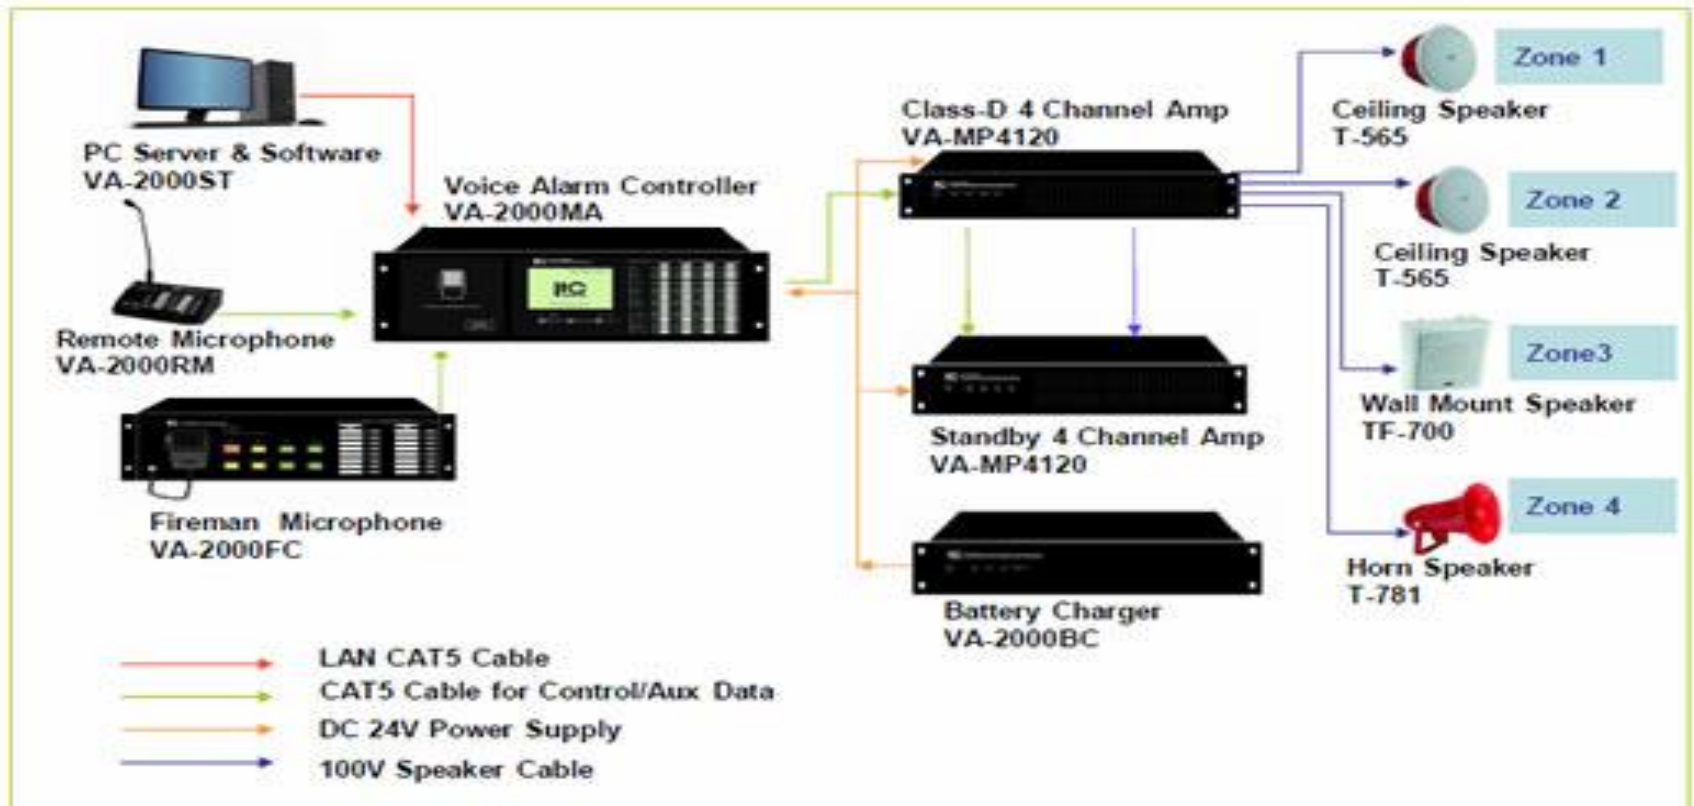 PC Server & Software
VA-2000ST
Remote Microphone
VA-2000RM
Fireman Microphone
VA-2000FC
Voice Alarm Controller
VA-2000MA
Class-D 4 Channel Amp
VA-MP4120
Standby 4 Channel Amp
VA-MP4120
Battery Charger
VA-2000BC
Zone 1
Ceiling Speaker
T-565
Zone 2
Ceiling Speaker
T-565
Zone3
Wall Mount Speaker
TF-700
Zone 4
Horn Speaker
T-781
LAN CAT5 Cable
CAT5 Cable for Control/Aux Data
DC 24V Power Supply
100V Speaker Cable